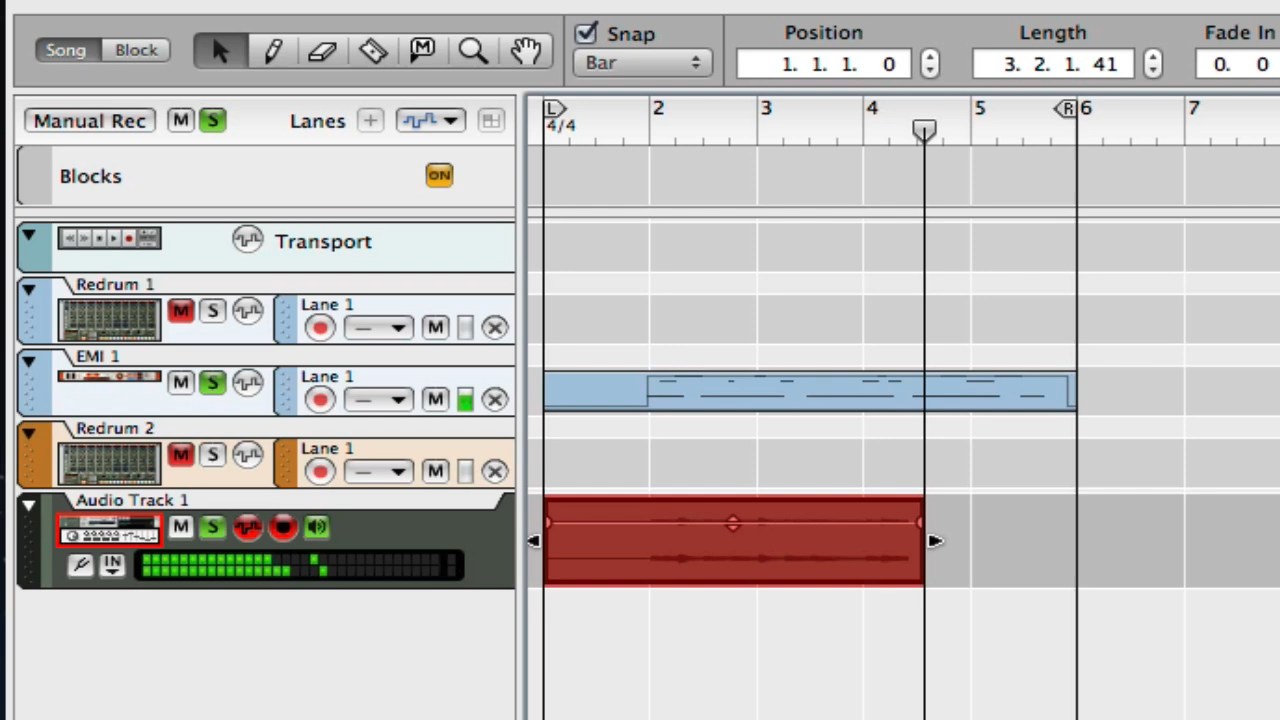 Song Block M Snap Position Length Fade In
Bar 1. 1. 1. 0 3. 2. 1. 41 0. 0
Manual Rec M S Lanes + L 2 3 4 5 R 6 7
4/4
Blocks ON
Transport
Redrum 1
M S Lane 1
M
EMI 1
M S Lane 1
M
Redrum 2
M S Lane 1
M
Audio Track 1
M S
IN